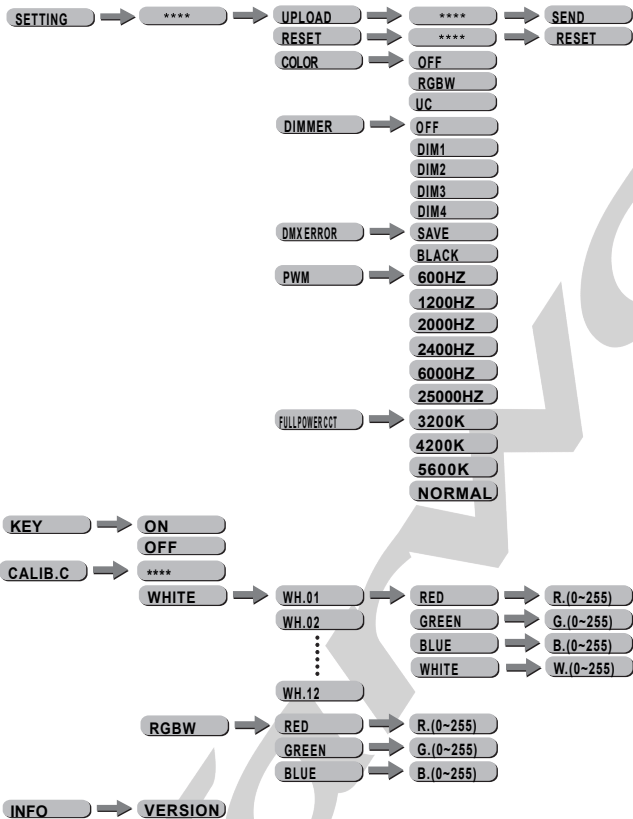 SETTING **** UPLOAD **** SEND
RESET **** RESET
COLOR OFF
RGBW
UC
DIMMER OFF
DIM1
DIM2
DIM3
DIM4
DMX ERROR SAVE
BLACK
PWM 600HZ
1200HZ
2000HZ
2400HZ
6000HZ
25000HZ
FULLPOWERCCT 3200K
4200K
5600K
NORMAL
KEY ON
OFF
CALIB.C ****
WHITE WH.01 RED R.(0~255)
WH.02 GREEN G.(0~255)
BLUE B.(0~255)
WHITE W.(0~255)
WH.12
RGBW RED R.(0~255)
GREEN G.(0~255)
BLUE B.(0~255)
INFO VERSION